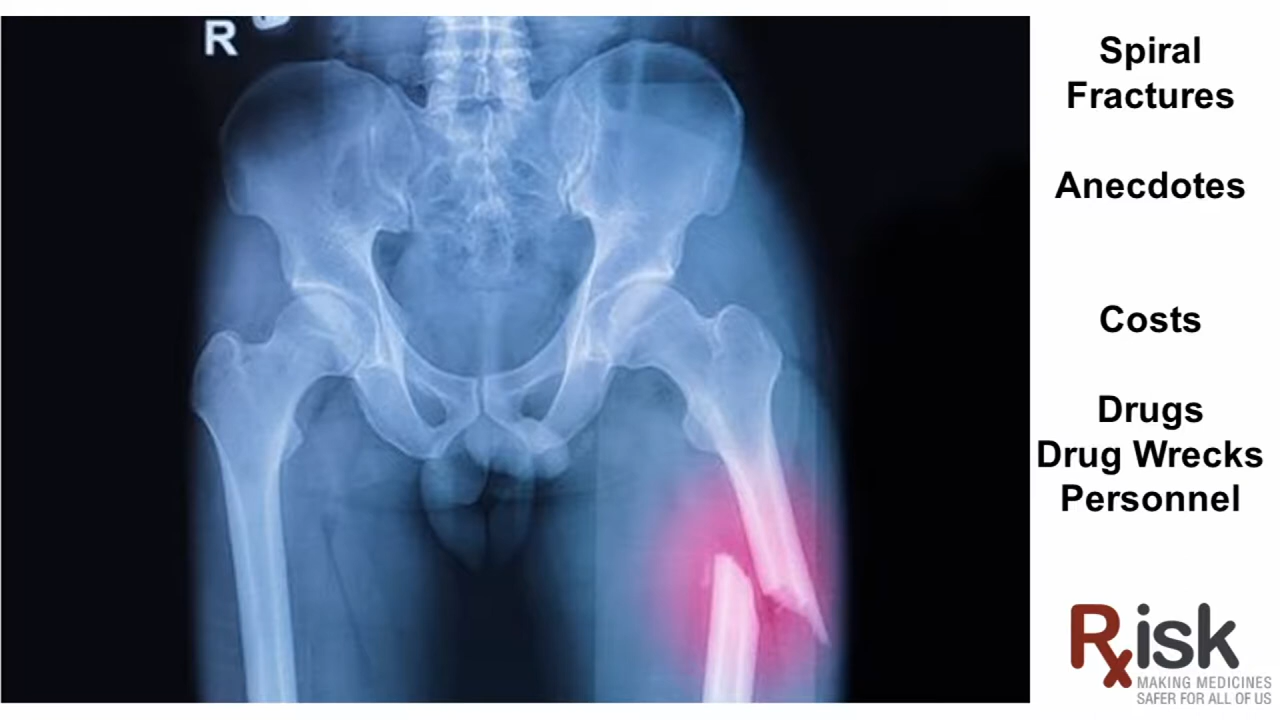 R
Spiral
Fractures
Anecdotes
Costs
Drugs
Drug Wrecks
Personnel
Rxisk
MAKING MEDICINES
SAFER FOR ALL OF US